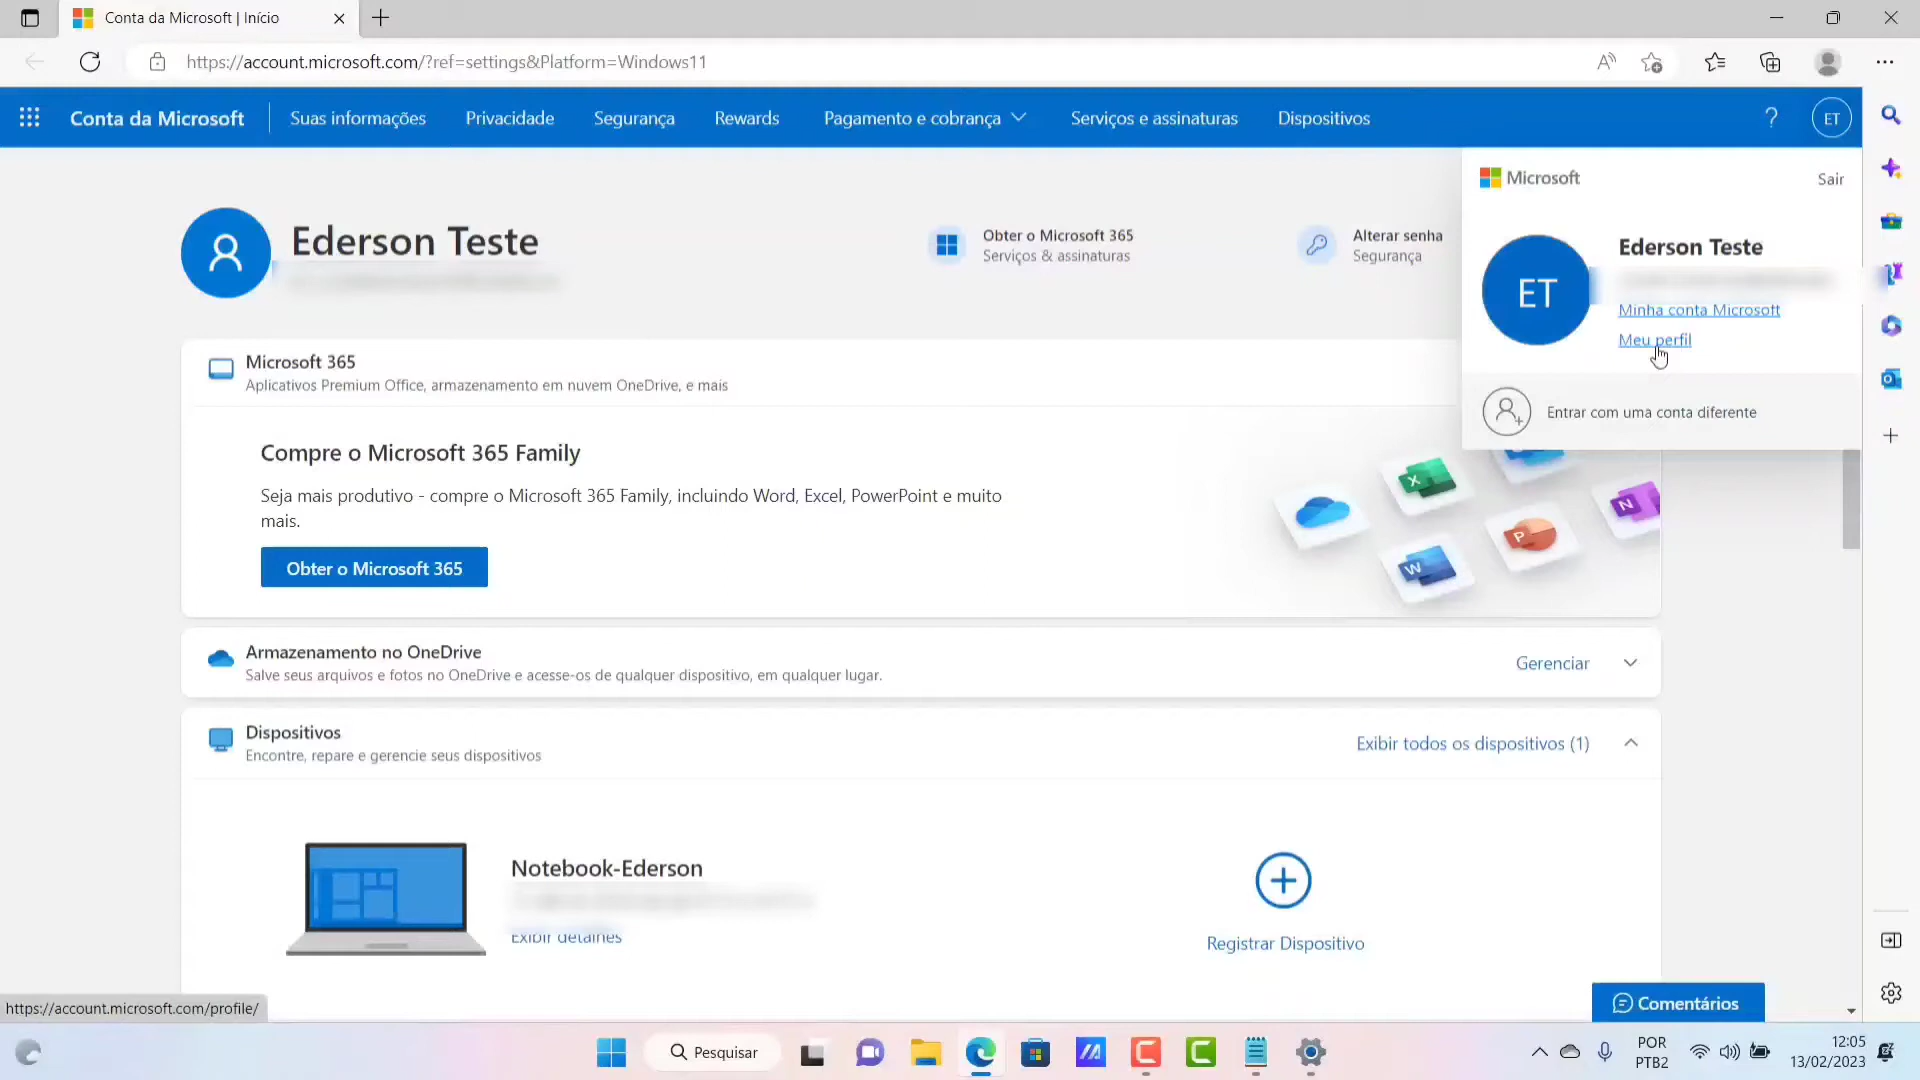 Conta da Microsoft | Início
https://account.microsoft.com/?ref=settings&Platform=Windows11
Conta da Microsoft
Suas informações
Privacidade
Segurança
Rewards
Pagamento e cobrança
Serviços e assinaturas
Dispositivos
?
ET
Microsoft
Sair
Ederson Teste
Obter o Microsoft 365
Serviços & assinaturas
Alterar senha
Segurança
ET
Ederson Teste
Minha conta Microsoft
Meu perfil
Entrar com uma conta diferente
Microsoft 365
Aplicativos Premium Office, armazenamento em nuvem OneDrive, e mais
Compre o Microsoft 365 Family
Seja mais produtivo - compre o Microsoft 365 Family, incluindo Word, Excel, PowerPoint e muito
mais.
Obter o Microsoft 365
Armazenamento no OneDrive
Salve seus arquivos e fotos no OneDrive e acesse-os de qualquer dispositivo, em qualquer lugar.
Gerenciar
Dispositivos
Encontre, repare e gerencie seus dispositivos
Exibir todos os dispositivos (1)
Notebook-Ederson
Exibir detalhes
Registrar Dispositivo
https://account.microsoft.com/profile/
Comentários
Pesquisar
POR
PTB2
12:05
13/02/2023